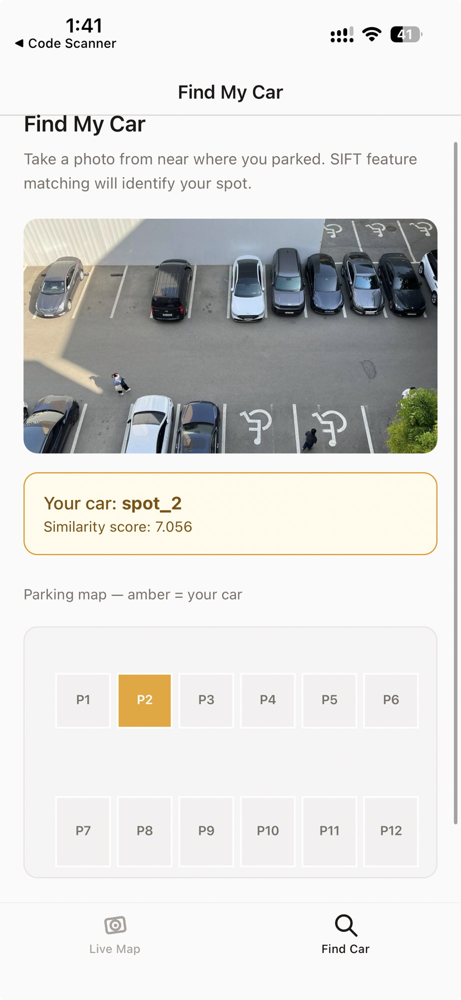 1:41
◀ Code Scanner
41
Find My Car
Find My Car
Take a photo from near where you parked. SIFT feature
matching will identify your spot.
Your car: spot_2
Similarity score: 7.056
Parking map — amber = your car
P1 P2 P3 P4 P5 P6
P7 P8 P9 P10 P11 P12
Live Map
Find Car